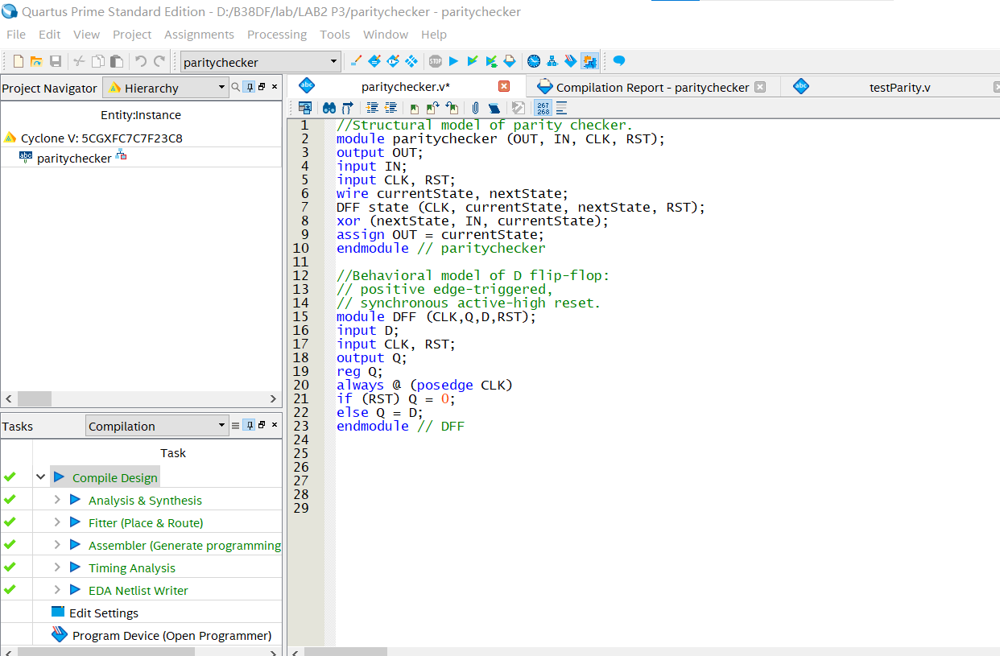 Quartus Prime Standard Edition - D:/B38DF/lab/LAB2 P3/paritychecker - paritychecker
File Edit View Project Assignments Processing Tools Window Help
paritychecker
STOP
Project Navigator Hierarchy
Entity:Instance
Cyclone V: 5CGXFC7C7F23C8
abc paritychecker
Tasks Compilation
Task
Compile Design
Analysis & Synthesis
Fitter (Place & Route)
Assembler (Generate programming
Timing Analysis
EDA Netlist Writer
Edit Settings
Program Device (Open Programmer)
abc paritychecker.v* Compilation Report - paritychecker abc testParity.v
267
268
1 //Structural model of parity checker.
2 module paritychecker (OUT, IN, CLK, RST);
3 output OUT;
4 input IN;
5 input CLK, RST;
6 wire currentState, nextState;
7 DFF state (CLK, currentState, nextState, RST);
8 xor (nextState, IN, currentState);
9 assign OUT = currentState;
10 endmodule // paritychecker
11
12 //Behavioral model of D flip-flop:
13 // positive edge-triggered,
14 // synchronous active-high reset.
15 module DFF (CLK,Q,D,RST);
16 input D;
17 input CLK, RST;
18 output Q;
19 reg Q;
20 always @ (posedge CLK)
21 if (RST) Q = 0;
22 else Q = D;
23 endmodule // DFF
24
25
26
27
28
29